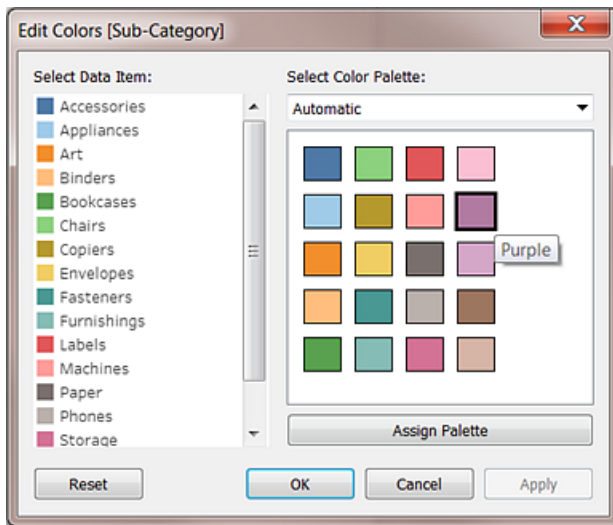 Edit Colors [Sub-Category]
Select Data Item:
Accessories
Appliances
Art
Binders
Bookcases
Chairs
Copiers
Envelopes
Fasteners
Furnishings
Labels
Machines
Paper
Phones
Storage
Select Color Palette:
Automatic
Purple
Assign Palette
Reset
OK
Cancel
Apply